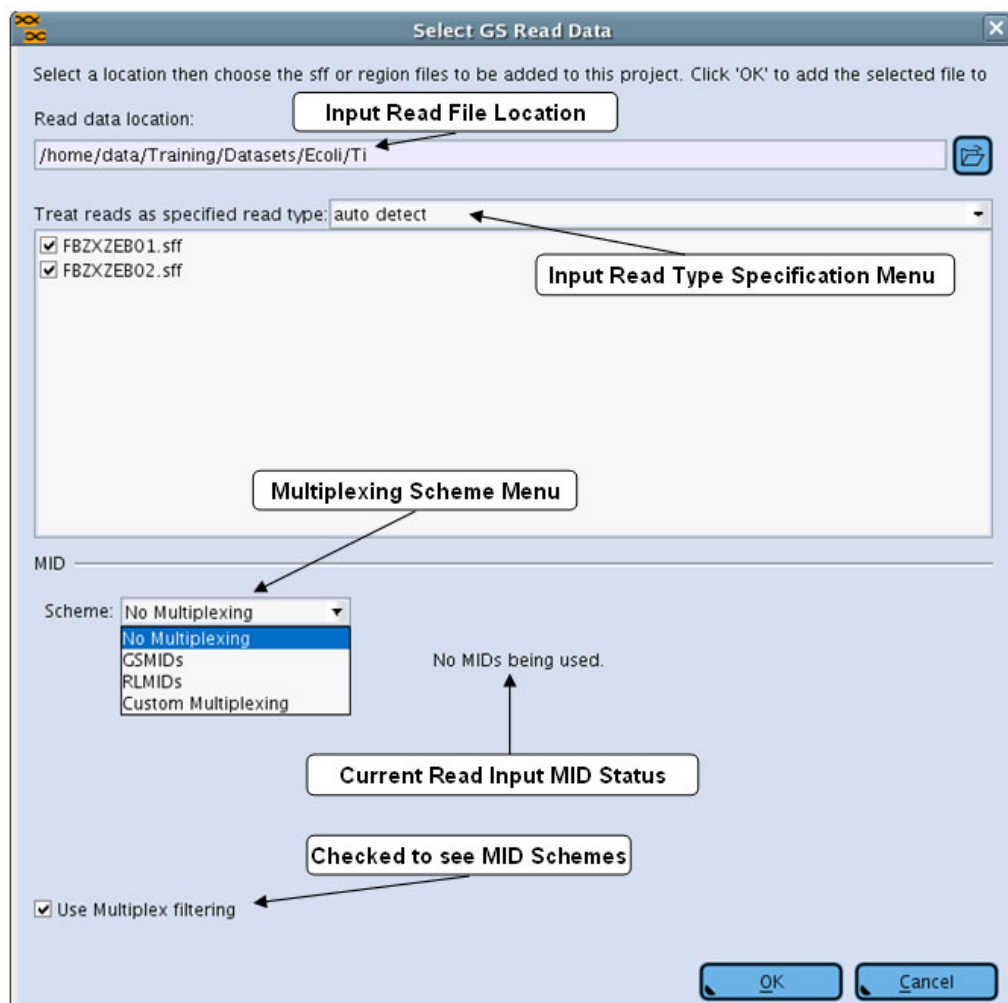 Select GS Read Data
Select a location then choose the sff or region files to be added to this project. Click 'OK' to add the selected file to
Input Read File Location
Read data location:
/home/data/Training/Datasets/Ecoli/Ti
Treat reads as specified read type: auto detect
FBZXZEB01.sff
FBZXZEB02.sff
Input Read Type Specification Menu
Multiplexing Scheme Menu
MID
Scheme: No Multiplexing
No Multiplexing
GSMIDs
RLMIDs
Custom Multiplexing
No MIDs being used.
Current Read Input MID Status
Checked to see MID Schemes
Use Multiplex filtering
OK
Cancel